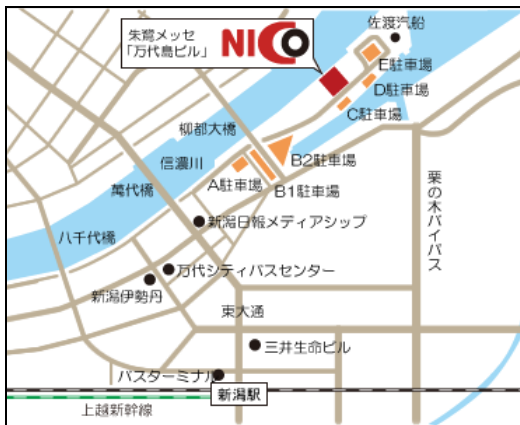 朱鷺メッセ
「万代島ビル」
NICO
佐渡汽船
E駐車場
D駐車場
C駐車場
柳都大橋
信濃川
B2駐車場
A駐車場
B1駐車場
萬代橋
栗の木バイパス
新潟日報メディアシップ
八千代橋
万代シティバスセンター
新潟伊勢丹
東大通
三井生命ビル
バスターミナル
新潟駅
上越新幹線